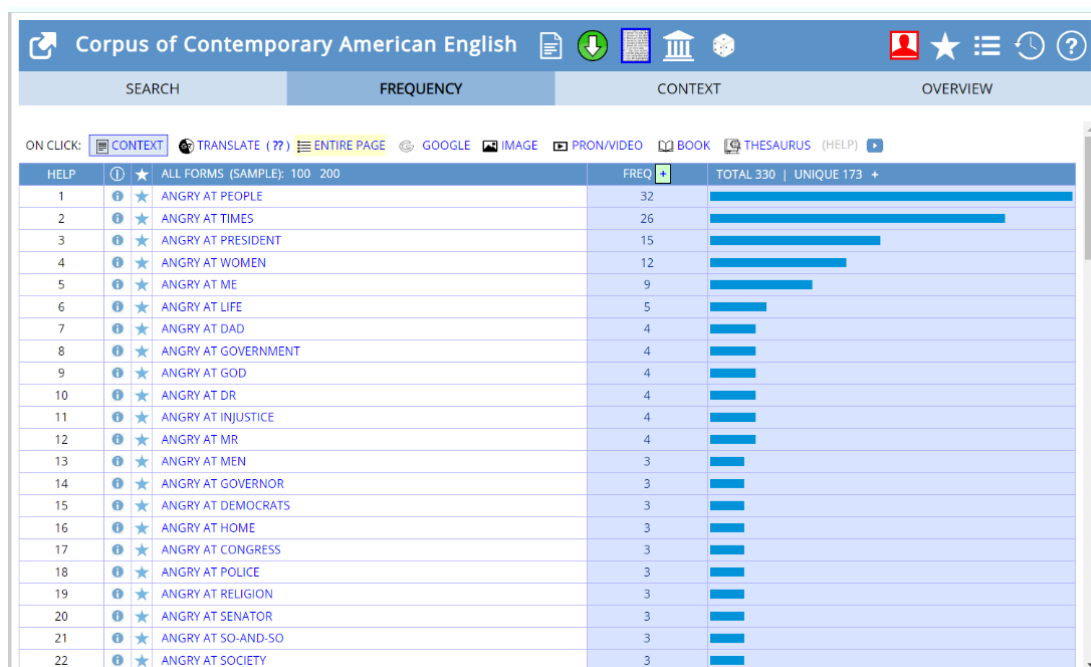 Corpus of Contemporary American English
SEARCH FREQUENCY CONTEXT OVERVIEW
ON CLICK: CONTEXT TRANSLATE (??) ENTIRE PAGE GOOGLE IMAGE PRON/VIDEO BOOK THESAURUS (HELP)
HELP ALL FORMS (SAMPLE): 100 200 FREQ + TOTAL 330 | UNIQUE 173 +
1 ANGRY AT PEOPLE 32
2 ANGRY AT TIMES 26
3 ANGRY AT PRESIDENT 15
4 ANGRY AT WOMEN 12
5 ANGRY AT ME 9
6 ANGRY AT LIFE 5
7 ANGRY AT DAD 4
8 ANGRY AT GOVERNMENT 4
9 ANGRY AT GOD 4
10 ANGRY AT DR 4
11 ANGRY AT INJUSTICE 4
12 ANGRY AT MR 4
13 ANGRY AT MEN 3
14 ANGRY AT GOVERNOR 3
15 ANGRY AT DEMOCRATS 3
16 ANGRY AT HOME 3
17 ANGRY AT CONGRESS 3
18 ANGRY AT POLICE 3
19 ANGRY AT RELIGION 3
20 ANGRY AT SENATOR 3
21 ANGRY AT SO-AND-SO 3
22 ANGRY AT SOCIETY 3